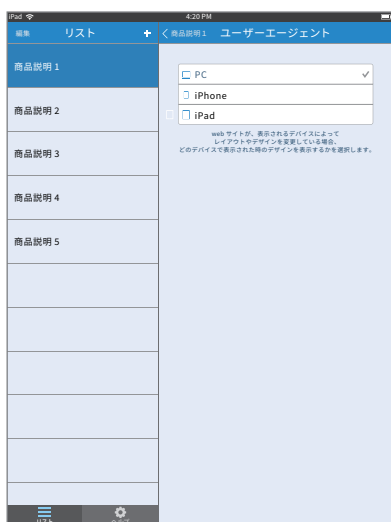 iPad 4:20 PM
編集 リスト +
商品説明1 ユーザーエージェント
商品説明 1
商品説明 2
商品説明 3
商品説明 4
商品説明 5
PC
iPhone
iPad
web サイトが、表示されるデバイスによって
レイアウトやデザインを変更している場合、
どのデバイスで表示された時のデザインを表示するかを選択します。
リスト
ヘルプ